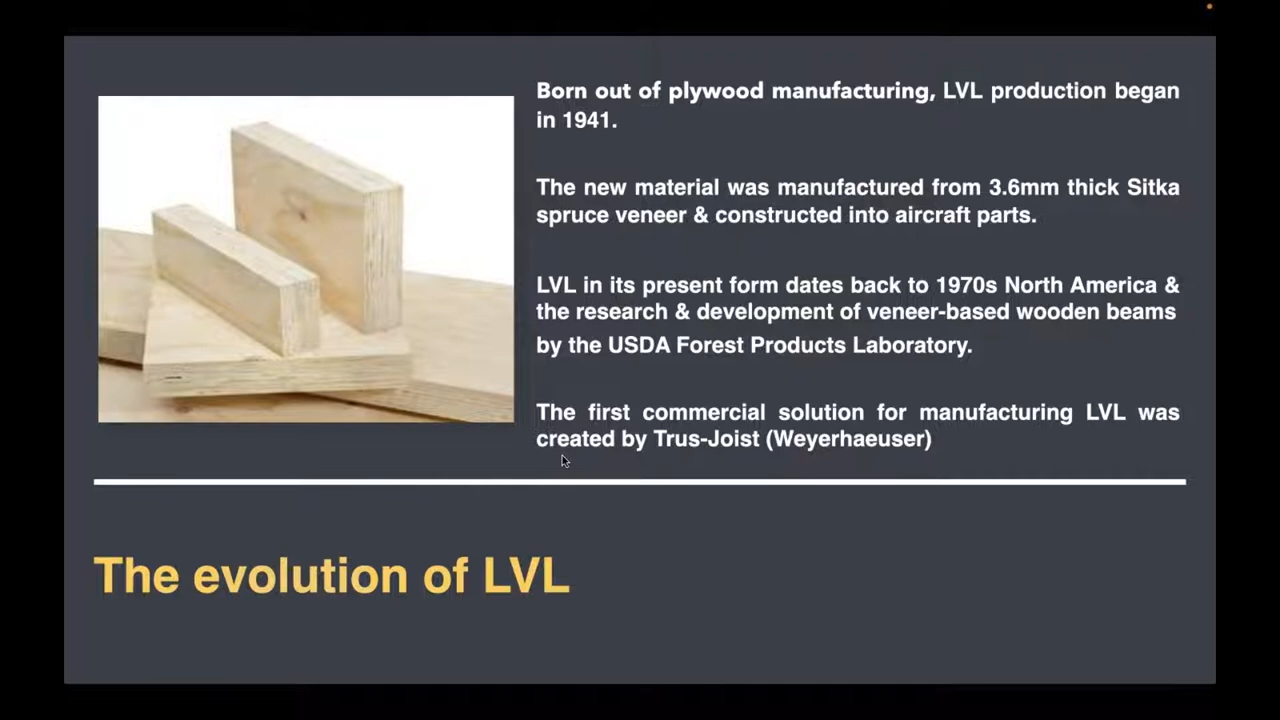 Born out of plywood manufacturing, LVL production began
in 1941.
The new material was manufactured from 3.6mm thick Sitka
spruce veneer & constructed into aircraft parts.
LVL in its present form dates back to 1970s North America &
the research & development of veneer-based wooden beams
by the USDA Forest Products Laboratory.
The first commercial solution for manufacturing LVL was
created by Trus-Joist (Weyerhaeuser)
The evolution of LVL